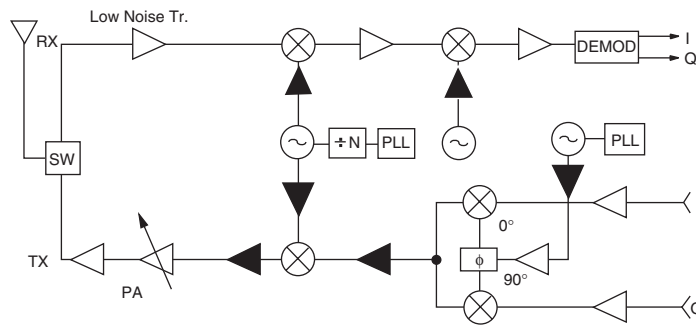 Low Noise Tr.
RX
I
DEMOD
Q
÷N
PLL
PLL
SW
0°
ϕ
90°
TX
PA